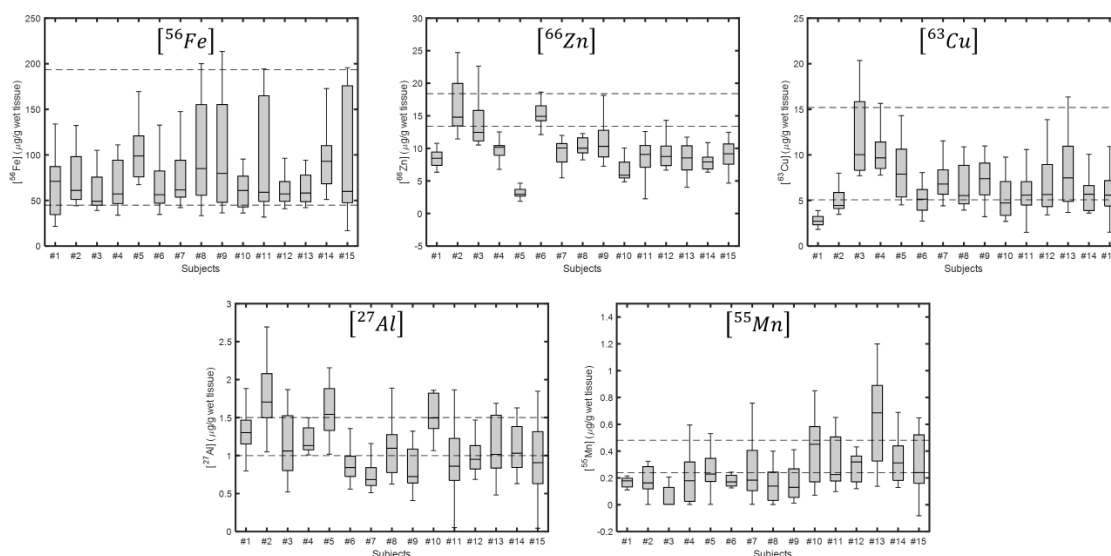 [⁵⁶Fe]
[⁵⁶Fe] (μg/g wet tissue)
250
200
150
100
50
0
#1 #2 #3 #4 #5 #6 #7 #8 #9 #10 #11 #12 #13 #14 #15
Subjects
[⁶⁶Zn]
[⁶⁶Zn] (μg/g wet tissue)
30
25
20
15
10
5
0
-5
#1 #2 #3 #4 #5 #6 #7 #8 #9 #10 #11 #12 #13 #14 #15
Subjects
[⁶³Cu]
[⁶³Cu] (μg/g wet tissue)
25
20
15
10
5
0
#1 #2 #3 #4 #5 #6 #7 #8 #9 #10 #11 #12 #13 #14 #15
Subjects
[²⁷Al]
[²⁷Al] (μg/g wet tissue)
3
2.5
2
1.5
1
0.5
0
#1 #2 #3 #4 #5 #6 #7 #8 #9 #10 #11 #12 #13 #14 #15
Subjects
[⁵⁵Mn]
[⁵⁵Mn] (μg/g wet tissue)
1.4
1.2
1
0.8
0.6
0.4
0.2
0
-0.2
#1 #2 #3 #4 #5 #6 #7 #8 #9 #10 #11 #12 #13 #14 #15
Subjects